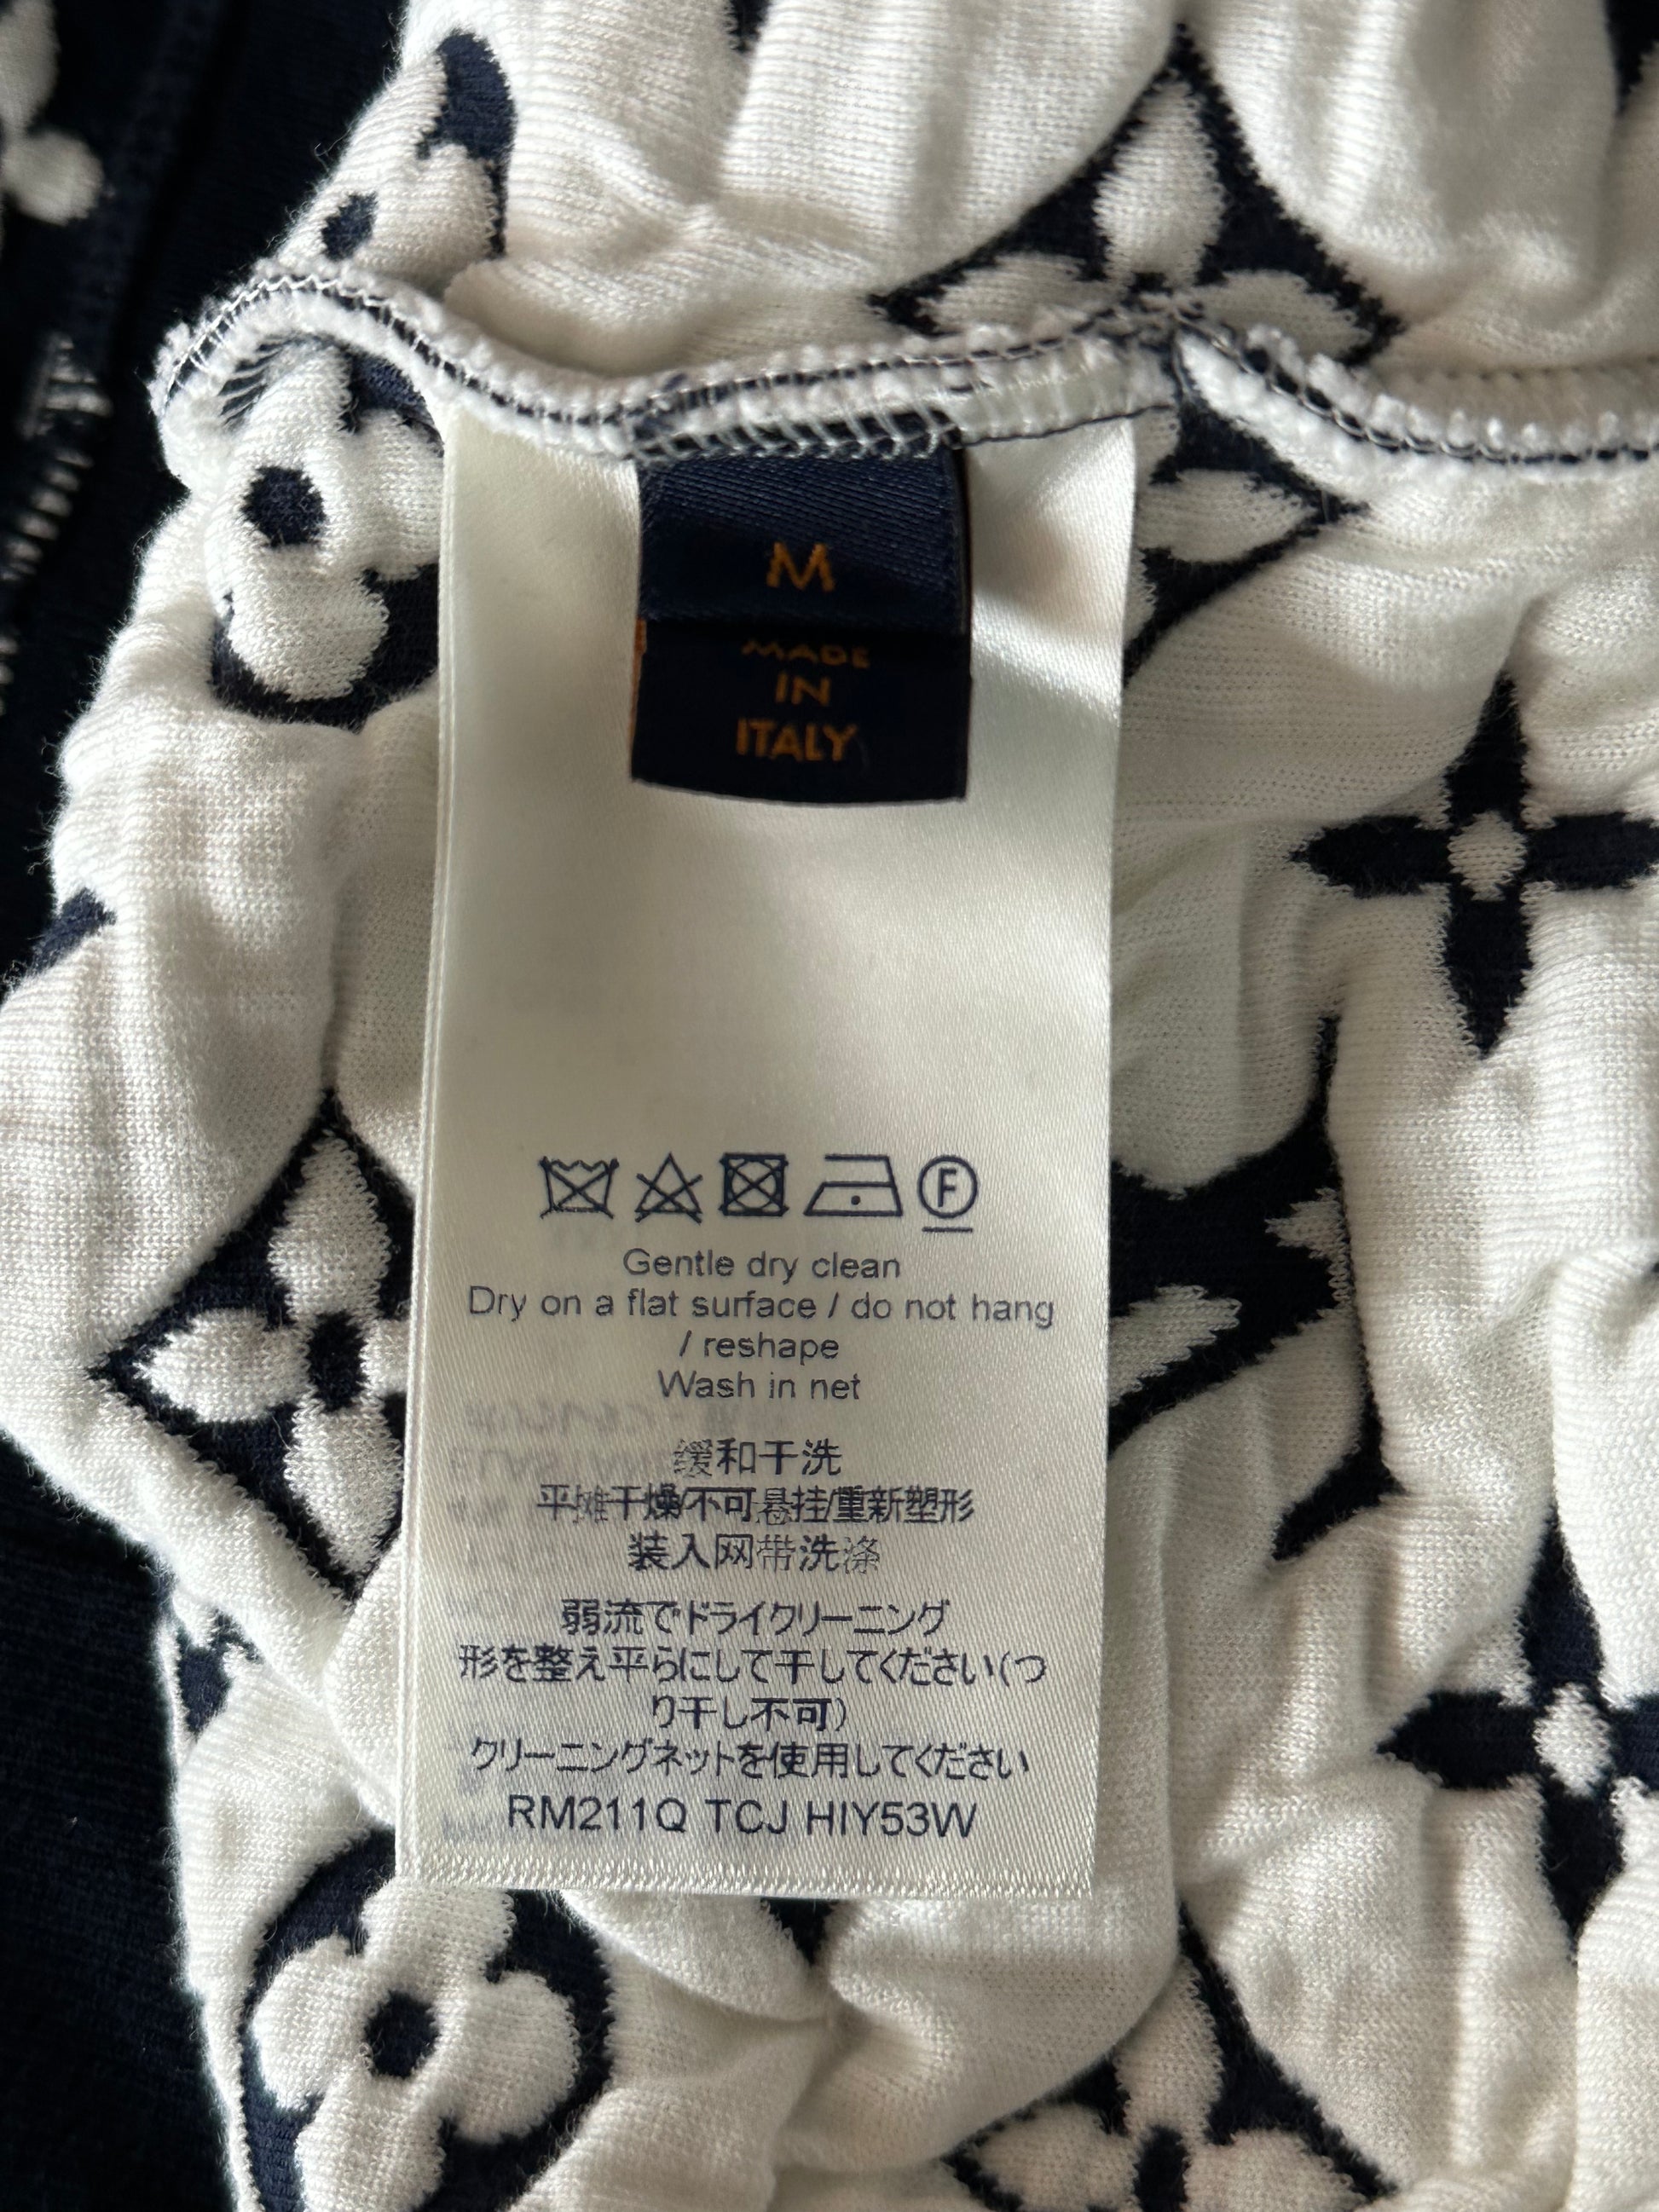 M
MADE
IN
ITALY
F
Gentle dry clean
Dry on a flat surface / do not hang
/ reshape
Wash in net
缓和干洗
平摊干燥/不可悬挂/重新塑形
装入网带洗涤
弱流でドライクリーニング
形を整え平らにして干してください(つ
り干し不可)
クリーニングネットを使用してください
RM211Q TCJ HIY53W